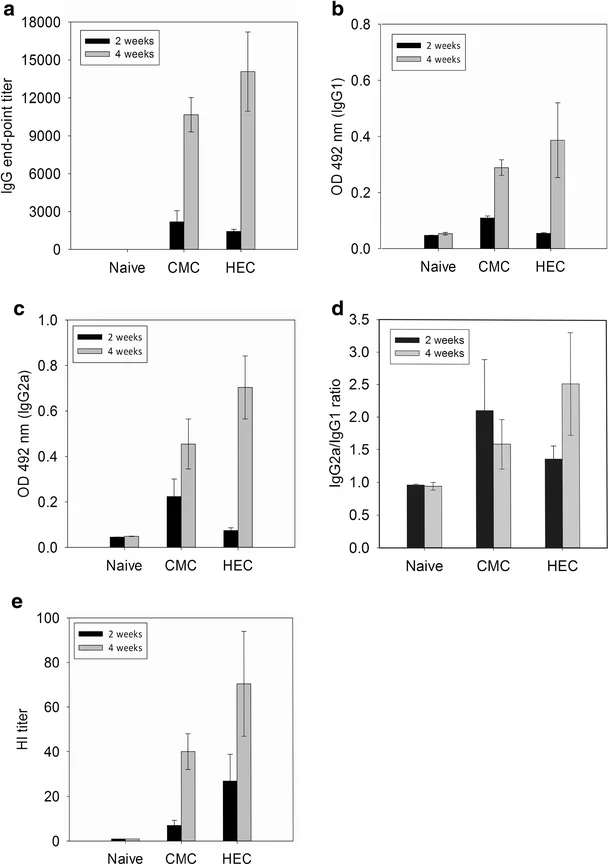 a
18000
15000
12000
9000
6000
3000
0
IgG end-point titer
2 weeks
4 weeks
Naive CMC HEC
b
0.8
0.6
0.4
0.2
0.0
OD 492 nm (IgG1)
2 weeks
4 weeks
Naive CMC HEC
c
1.0
0.8
0.6
0.4
0.2
0.0
OD 492 nm (IgG2a)
2 weeks
4 weeks
Naive CMC HEC
d
3.5
3.0
2.5
2.0
1.5
1.0
0.5
0.0
IgG2a/IgG1 ratio
2 weeks
4 weeks
Naive CMC HEC
e
100
80
60
40
20
0
HI titer
2 weeks
4 weeks
Naive CMC HEC